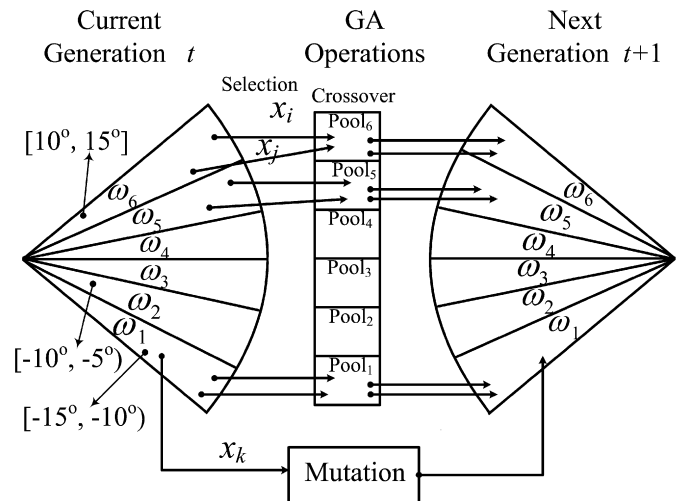 Current
Generation t
GA
Operations
Next
Generation t+1
Selection
Crossover
x_i
x_j
Pool_6
Pool_5
Pool_4
Pool_3
Pool_2
Pool_1
[10°, 15°]
ω_6
ω_5
ω_4
ω_3
ω_2
ω_1
ω_6
ω_5
ω_4
ω_3
ω_2
ω_1
[-10°, -5°)
[-15°, -10°)
x_k
Mutation